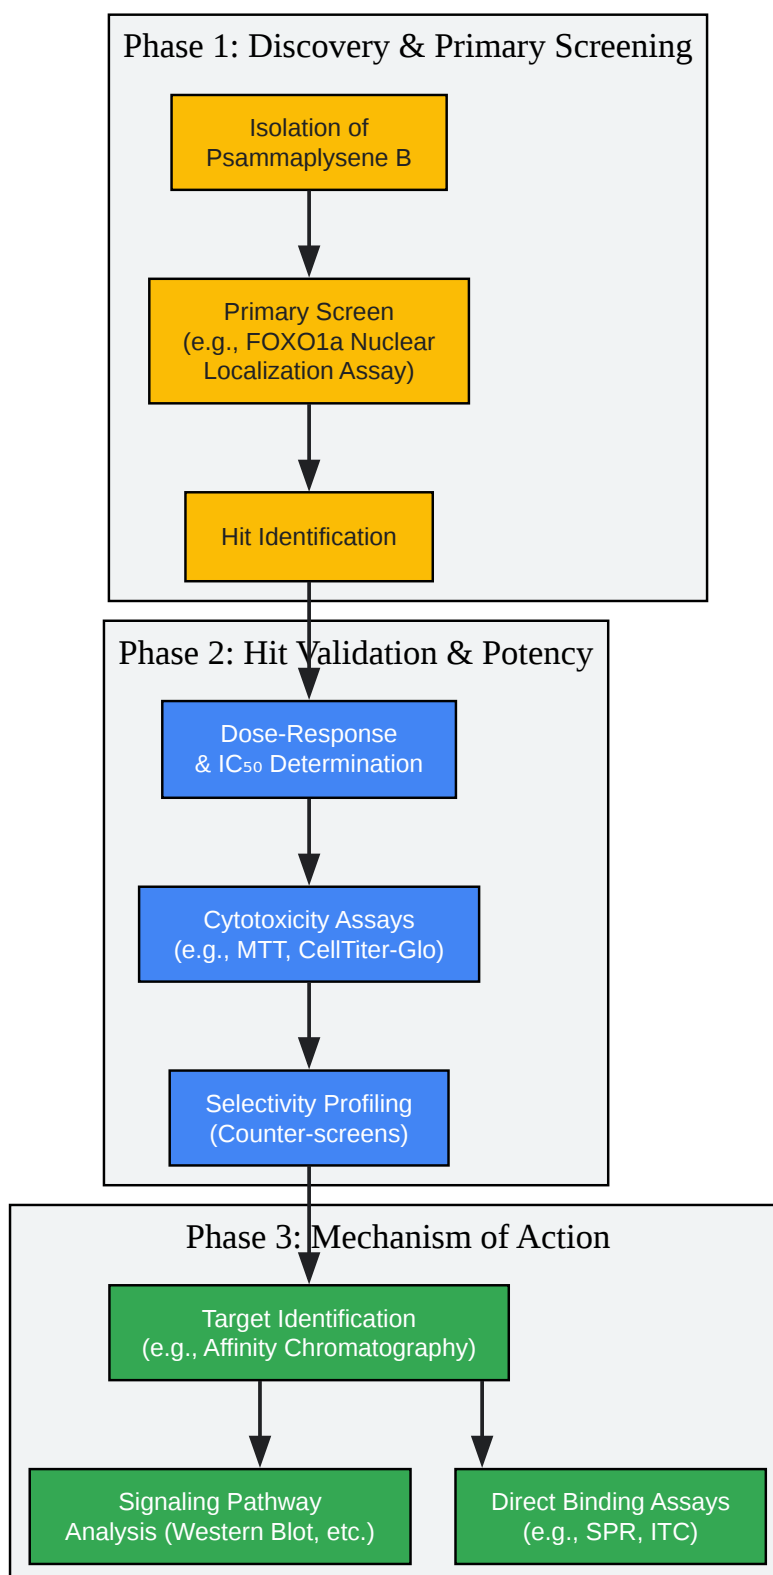 Phase 1: Discovery & Primary Screening
Isolation of
Psammaplysene B
Primary Screen
(e.g., FOXO1a Nuclear
Localization Assay)
Hit Identification
Phase 2: Hit Validation & Potency
Dose-Response
& IC₅₀ Determination
Cytotoxicity Assays
(e.g., MTT, CellTiter-Glo)
Selectivity Profiling
(Counter-screens)
Phase 3: Mechanism of Action
Target Identification
(e.g., Affinity Chromatography)
Signaling Pathway
Analysis (Western Blot, etc.)
Direct Binding Assays
(e.g., SPR, ITC)